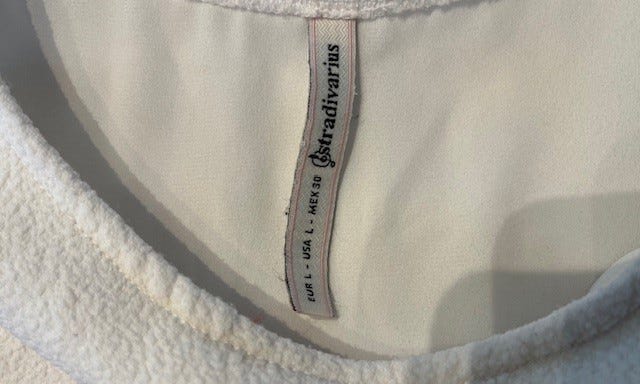 stradivarius
EUR L - USA L - MEX 30